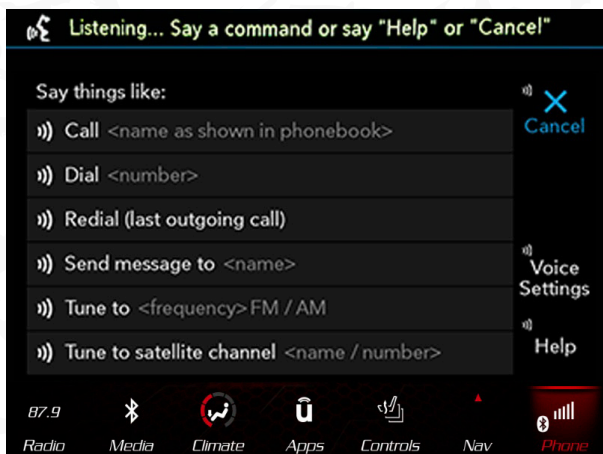 Listening... Say a command or say "Help" or "Cancel"
Say things like:
Call <name as shown in phonebook>
Cancel
Dial <number>
Redial (last outgoing call)
Send message to <name>
Voice
Settings
Tune to <frequency> FM / AM
Tune to satellite channel <name / number>
Help
87.9
Radio
Media
Climate
û
Apps
Controls
Nav
Phone